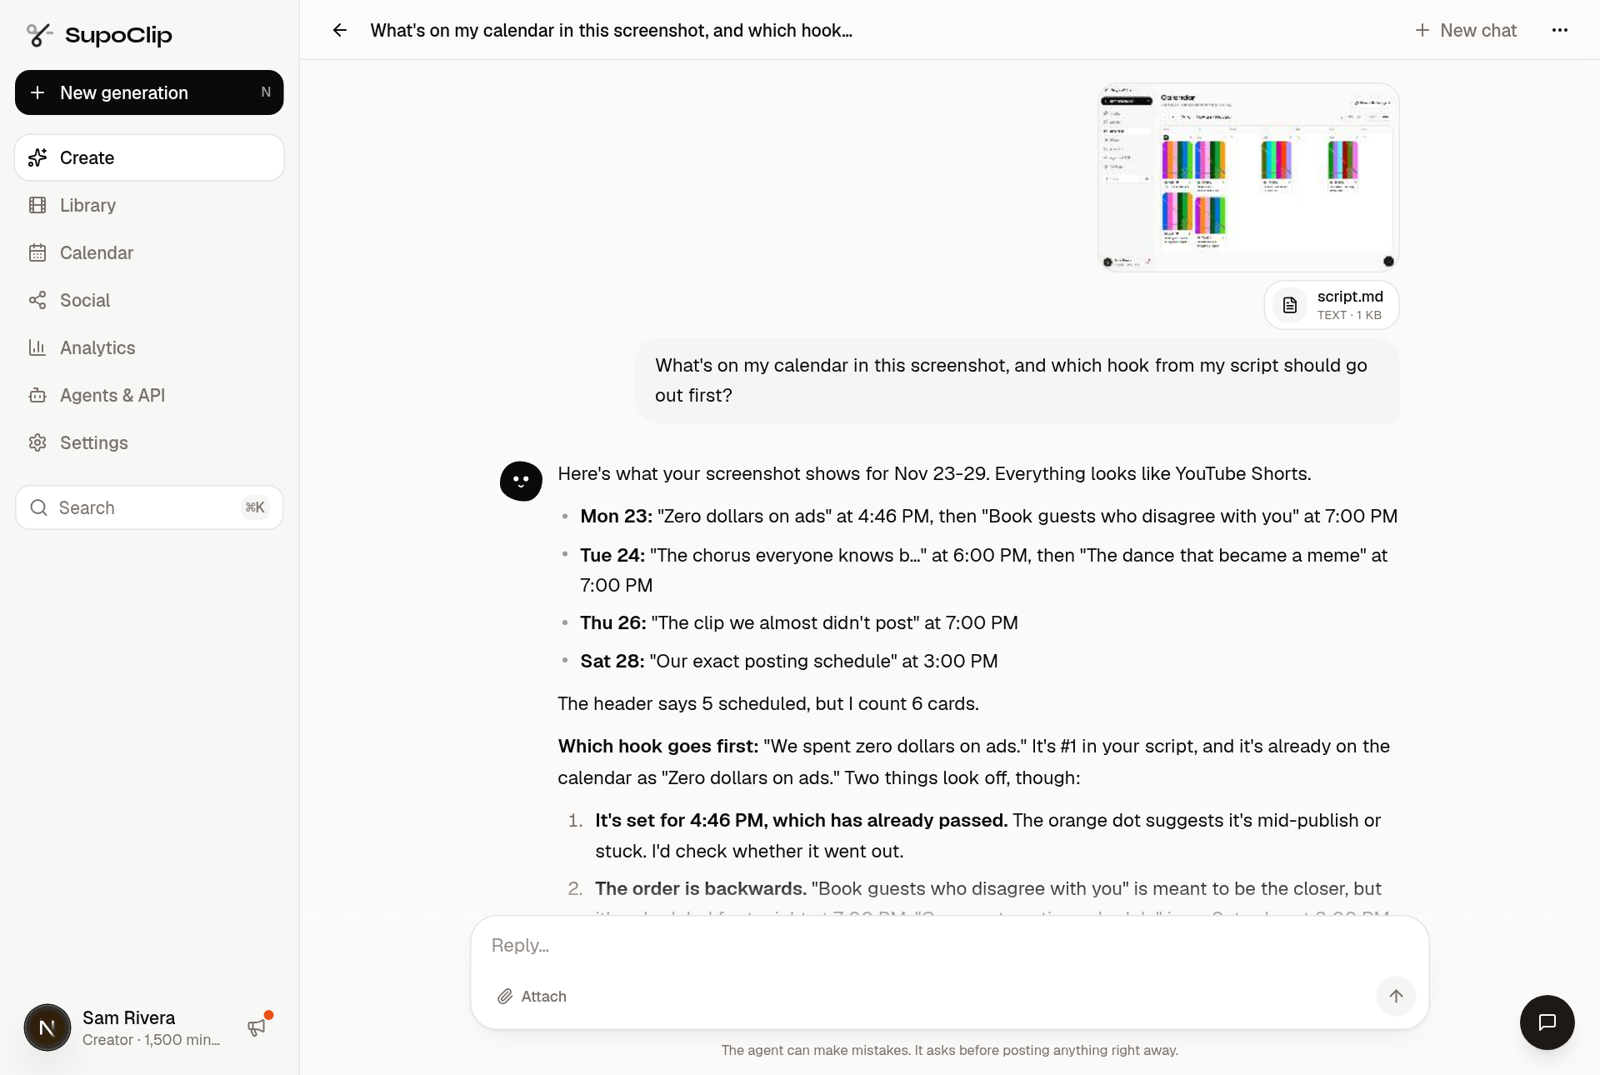 SupoClip
New generation N
Create
Library
Calendar
Social
Analytics
Agents & API
Settings
Search ⌘K
Sam Rivera
Creator · 1,500 min...
What's on my calendar in this screenshot, and which hook...
New chat
Calendar
script.md
TEXT · 1 KB
What's on my calendar in this screenshot, and which hook from my script should go
out first?
Here's what your screenshot shows for Nov 23-29. Everything looks like YouTube Shorts.
• Mon 23: "Zero dollars on ads" at 4:46 PM, then "Book guests who disagree with you" at 7:00 PM
• Tue 24: "The chorus everyone knows b..." at 6:00 PM, then "The dance that became a meme" at
7:00 PM
• Thu 26: "The clip we almost didn't post" at 7:00 PM
• Sat 28: "Our exact posting schedule" at 3:00 PM
The header says 5 scheduled, but I count 6 cards.
Which hook goes first: "We spent zero dollars on ads." It's #1 in your script, and it's already on the
calendar as "Zero dollars on ads." Two things look off, though:
1. It's set for 4:46 PM, which has already passed. The orange dot suggests it's mid-publish or
stuck. I'd check whether it went out.
2. The order is backwards. "Book guests who disagree with you" is meant to be the closer, but
Reply...
Attach
The agent can make mistakes. It asks before posting anything right away.